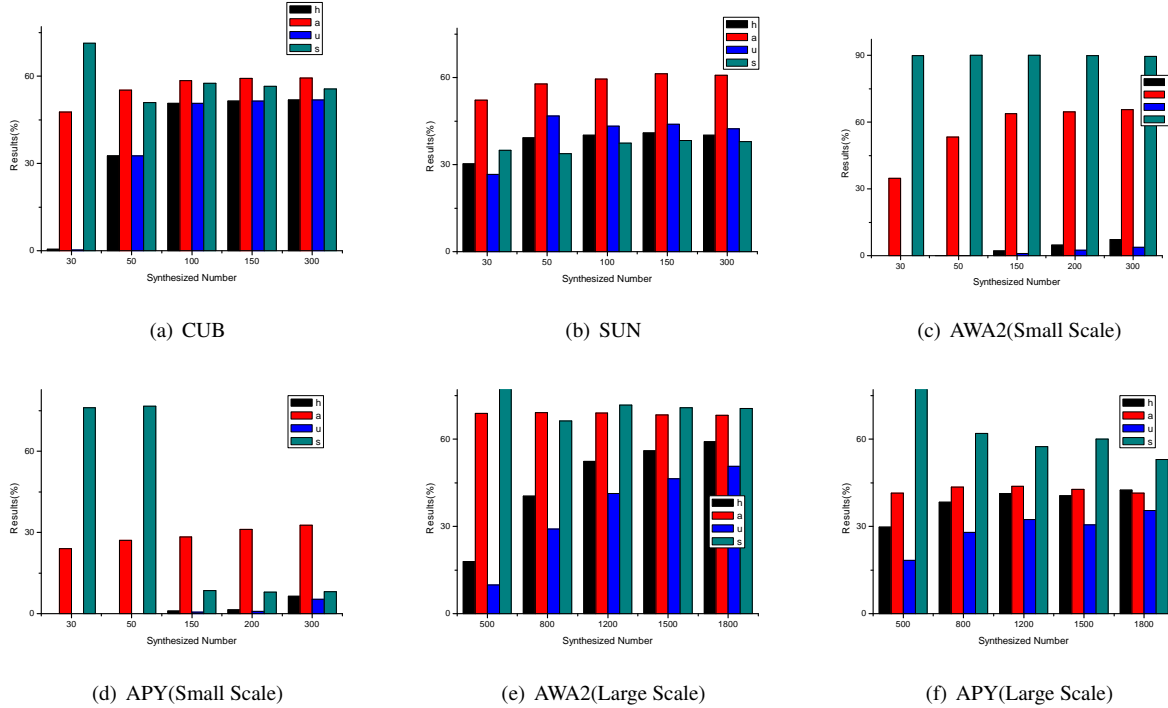 h
a
u
s
60
30
0
Results(%)
30 50 100 150 300
Synthesized Number
(a) CUB
h
a
u
s
60
30
0
Results(%)
30 50 100 150 300
Synthesized Number
(b) SUN
90
60
30
0
Results(%)
30 50 150 200 300
Synthesized Number
(c) AWA2(Small Scale)
h
a
u
s
60
30
0
Results(%)
30 50 150 200 300
Synthesized Number
(d) APY(Small Scale)
60
30
0
Results(%)
h
a
u
s
500 800 1200 1500 1800
Synthesized Number
(e) AWA2(Large Scale)
h
a
u
s
60
30
0
Results(%)
500 800 1200 1500 1800
Synthesized Number
(f) APY(Large Scale)